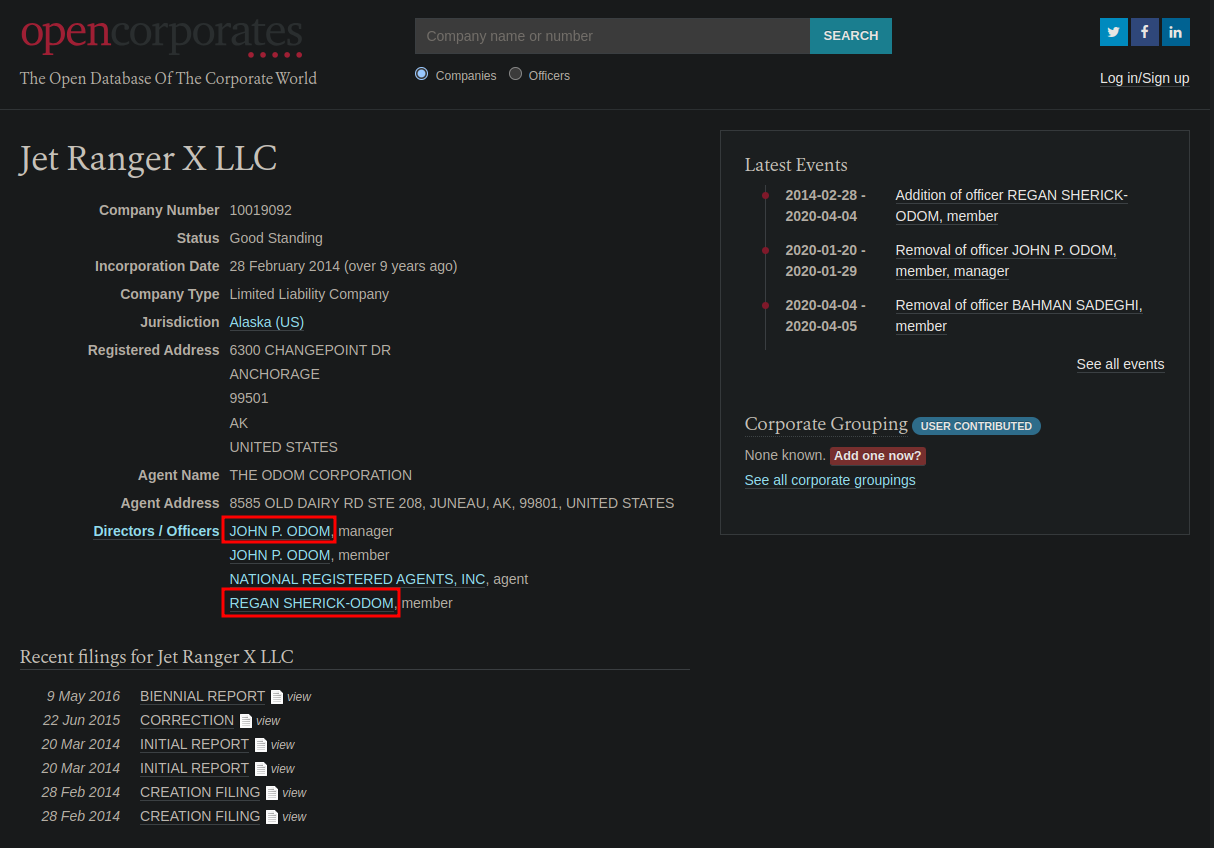 opencorporates
The Open Database Of The Corporate World
Company name or number
SEARCH
Companies Officers
Log in/Sign up
Jet Ranger X LLC
Company Number 10019092
Status Good Standing
Incorporation Date 28 February 2014 (over 9 years ago)
Company Type Limited Liability Company
Jurisdiction Alaska (US)
Registered Address 6300 CHANGEPOINT DR
ANCHORAGE
99501
AK
UNITED STATES
Agent Name THE ODOM CORPORATION
Agent Address 8585 OLD DAIRY RD STE 208, JUNEAU, AK, 99801, UNITED STATES
Directors / Officers JOHN P. ODOM, manager
JOHN P. ODOM, member
NATIONAL REGISTERED AGENTS, INC, agent
REGAN SHERICK-ODOM, member
Recent filings for Jet Ranger X LLC
9 May 2016 BIENNIAL REPORT view
22 Jun 2015 CORRECTION view
20 Mar 2014 INITIAL REPORT view
20 Mar 2014 INITIAL REPORT view
28 Feb 2014 CREATION FILING view
28 Feb 2014 CREATION FILING view
Latest Events
2014-02-28 - Addition of officer REGAN SHERICK-
2020-04-04 ODOM, member
2020-01-20 - Removal of officer JOHN P. ODOM,
2020-01-29 member, manager
2020-04-04 - Removal of officer BAHMAN SADEGHI,
2020-04-05 member
See all events
Corporate Grouping USER CONTRIBUTED
None known. Add one now?
See all corporate groupings